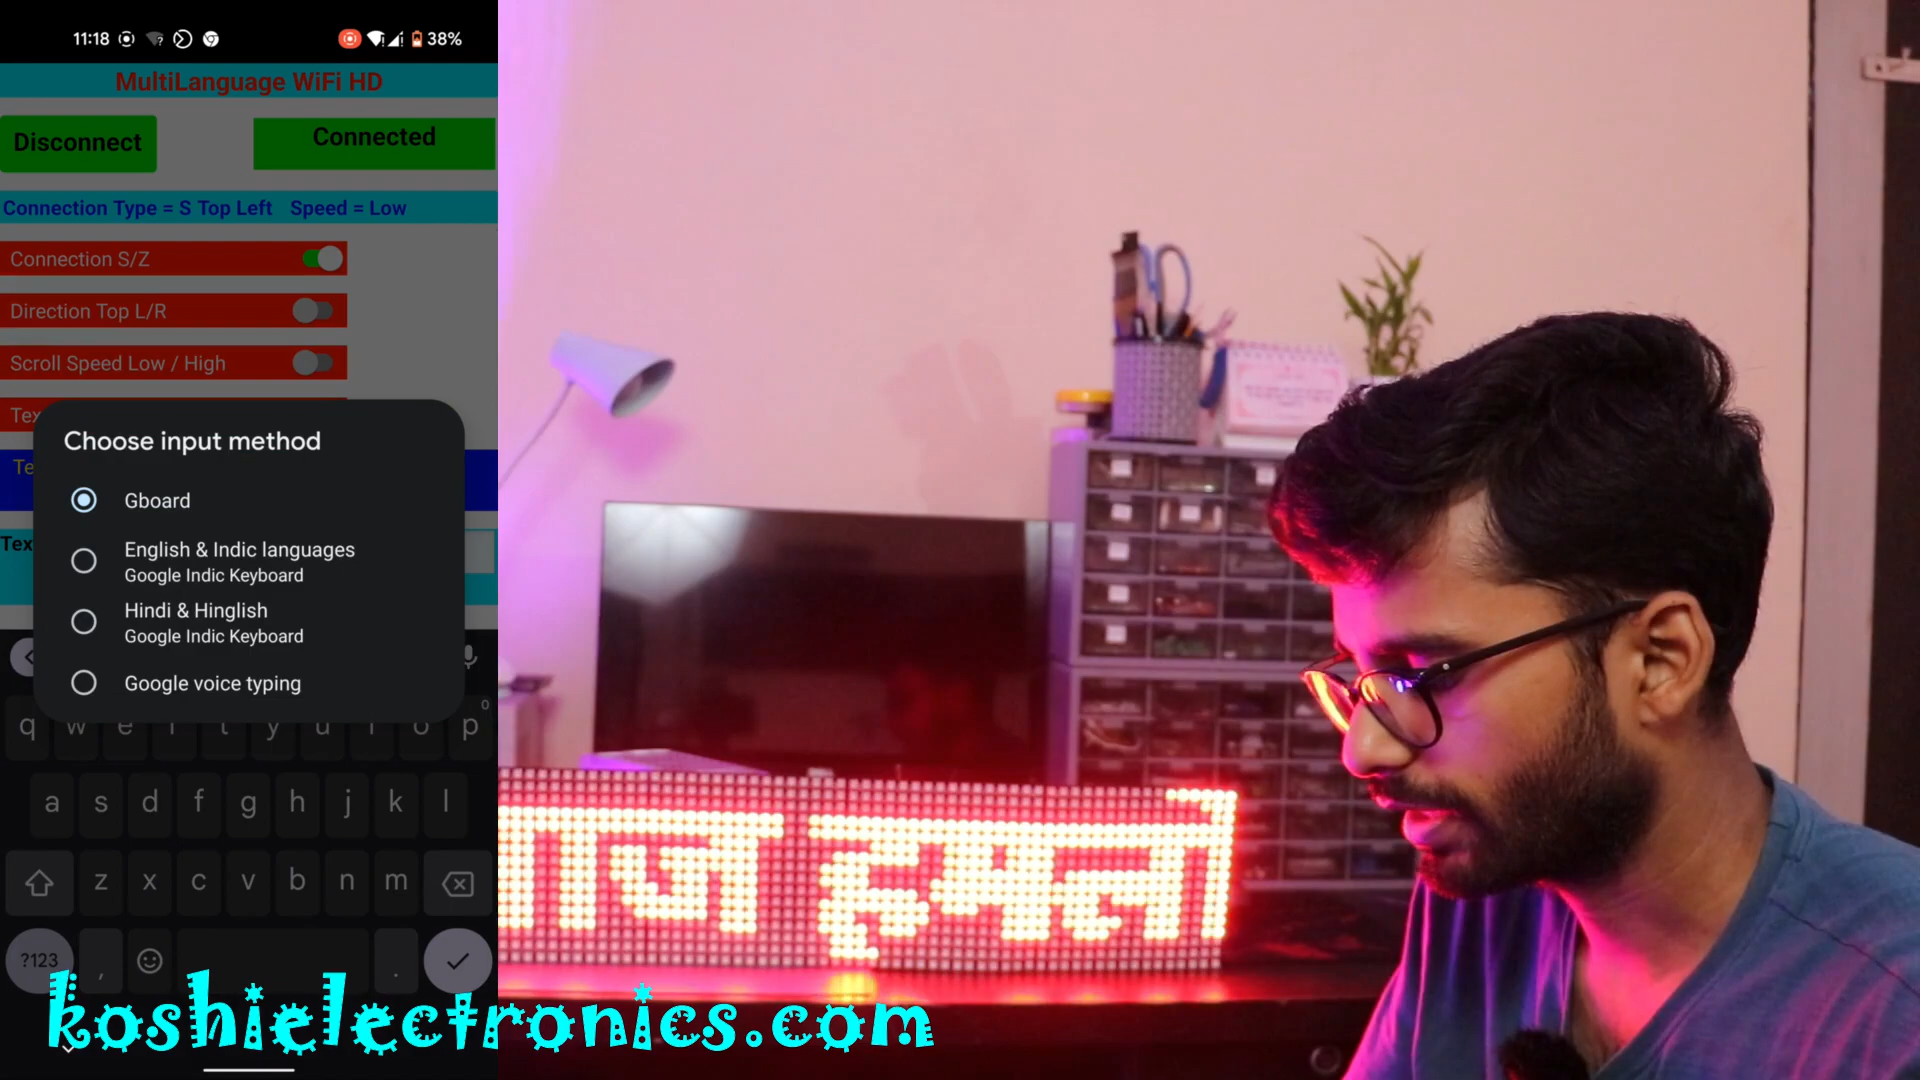 11:18
38%
MultiLanguage WiFi HD
Disconnect
Connected
Connection Type = S Top Left Speed = Low
Connection S/Z
Direction Top L/R
Scroll Speed Low / High
Choose input method
Gboard
English & Indic languages
Google Indic Keyboard
Hindi & Hinglish
Google Indic Keyboard
Google voice typing
q w e r t y u i o p 0
a s d f g h j k l
z x c v b n m
?123 , .
koshielectronics.com